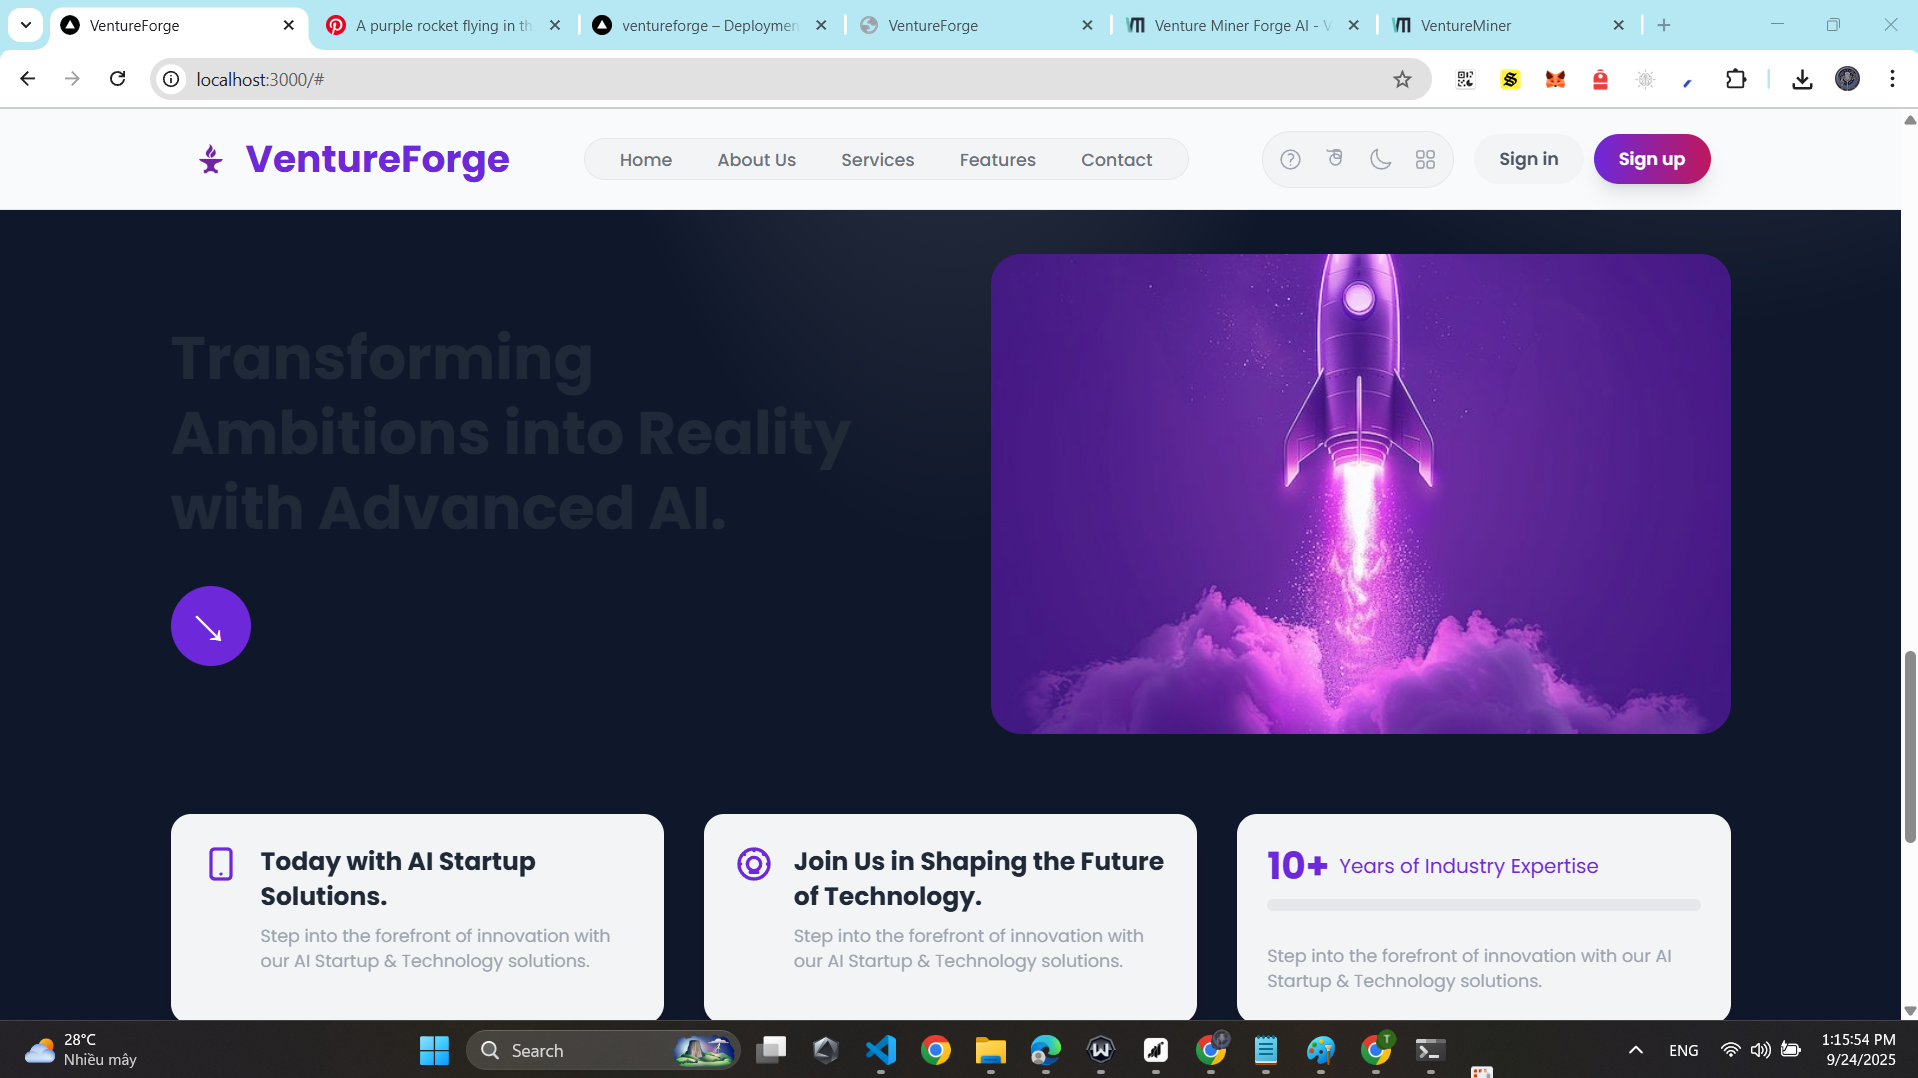 VentureForge
A purple rocket flying in th
ventureforge – Deploymen
VentureForge
Venture Miner Forge AI - V
VentureMiner
localhost:3000/#
VentureForge
Home
About Us
Services
Features
Contact
Sign in
Sign up
Transforming
Ambitions into Reality
with Advanced AI.
Today with AI Startup
Solutions.
Step into the forefront of innovation with
our AI Startup & Technology solutions.
Join Us in Shaping the Future
of Technology.
Step into the forefront of innovation with
our AI Startup & Technology solutions.
10+ Years of Industry Expertise
Step into the forefront of innovation with our AI
Startup & Technology solutions.
28°C
Nhiều mây
Search
ENG
1:15:54 PM
9/24/2025